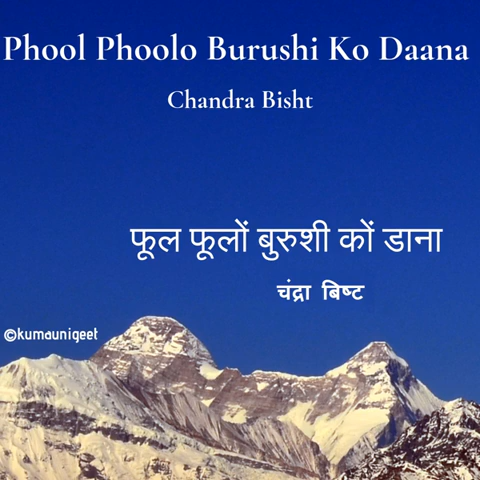 Phool Phoolo Burushi Ko Daana
Chandra Bisht
फूल फूलों बुरुशी कों डाना
चंद्रा बिष्ट
©kumaunigeet